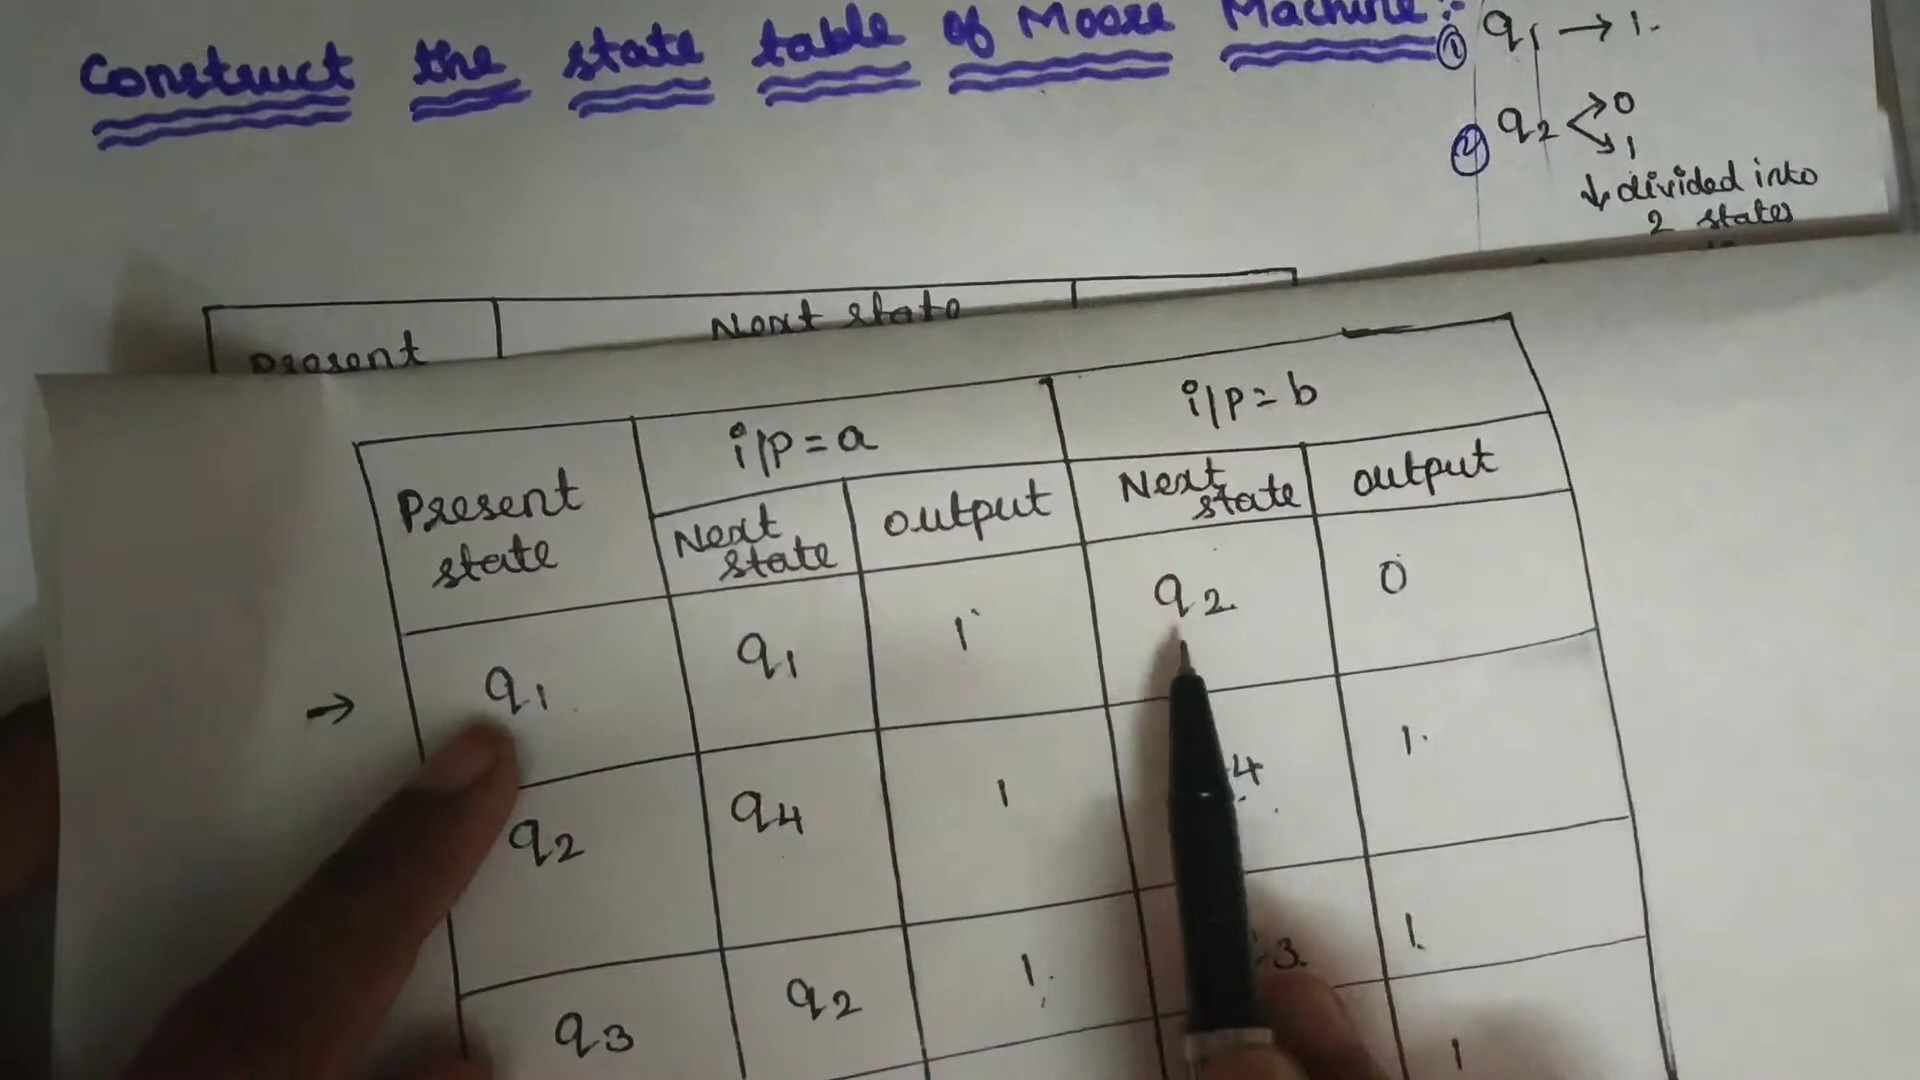 Construct the state table of Moore Machine:-
① q1 → 1.
② q2 0
1
↓ divided into
2 states
Next state
Present
Present state
i/p = a
i/p = b
Next state output Next state output
→ q1 q1 1 q2 0
q2 q4 1 4 1.
q3 q2 1. 3. 1.
1